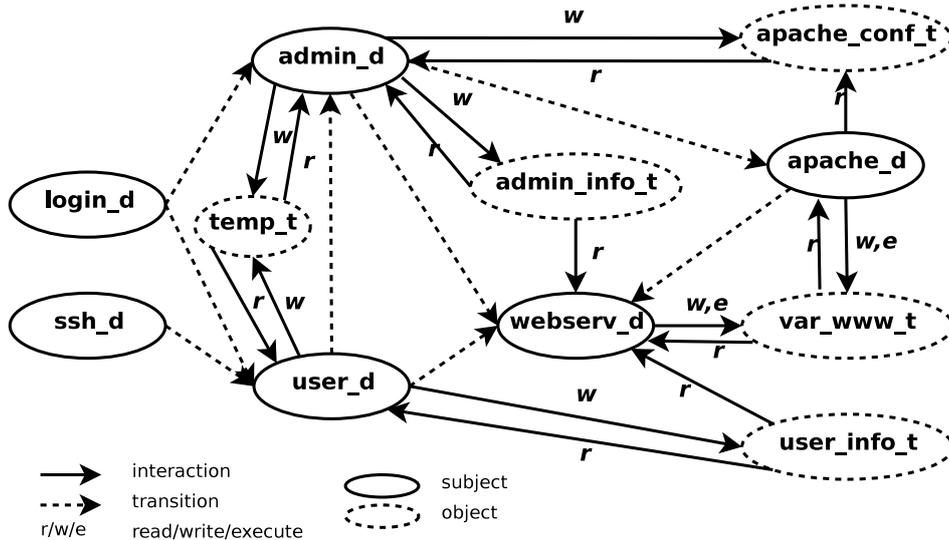 w
apache_conf_t
admin_d
r
w
r
w
r
apache_d
r
admin_info_t
login_d
temp_t
r
r
w,e
r
w
ssh_d
webserv_d
w,e
r
var_www_t
user_d
w
r
user_info_t
r
interaction
transition
r/w/e read/write/execute
subject
object